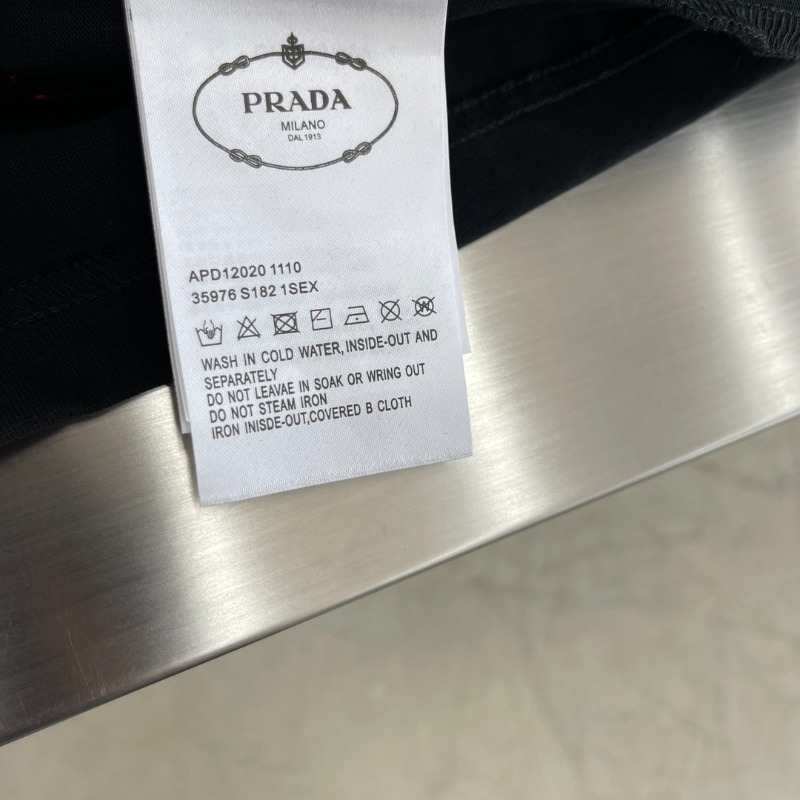 PRADA
MILANO
DAL 1913
APD12020 1110
35976 S182 1SEX
WASH IN COLD WATER, INSIDE-OUT AND
SEPARATELY
DO NOT LEAVAE IN SOAK OR WRING OUT
DO NOT STEAM IRON
IRON INISDE-OUT,COVERED B CLOTH